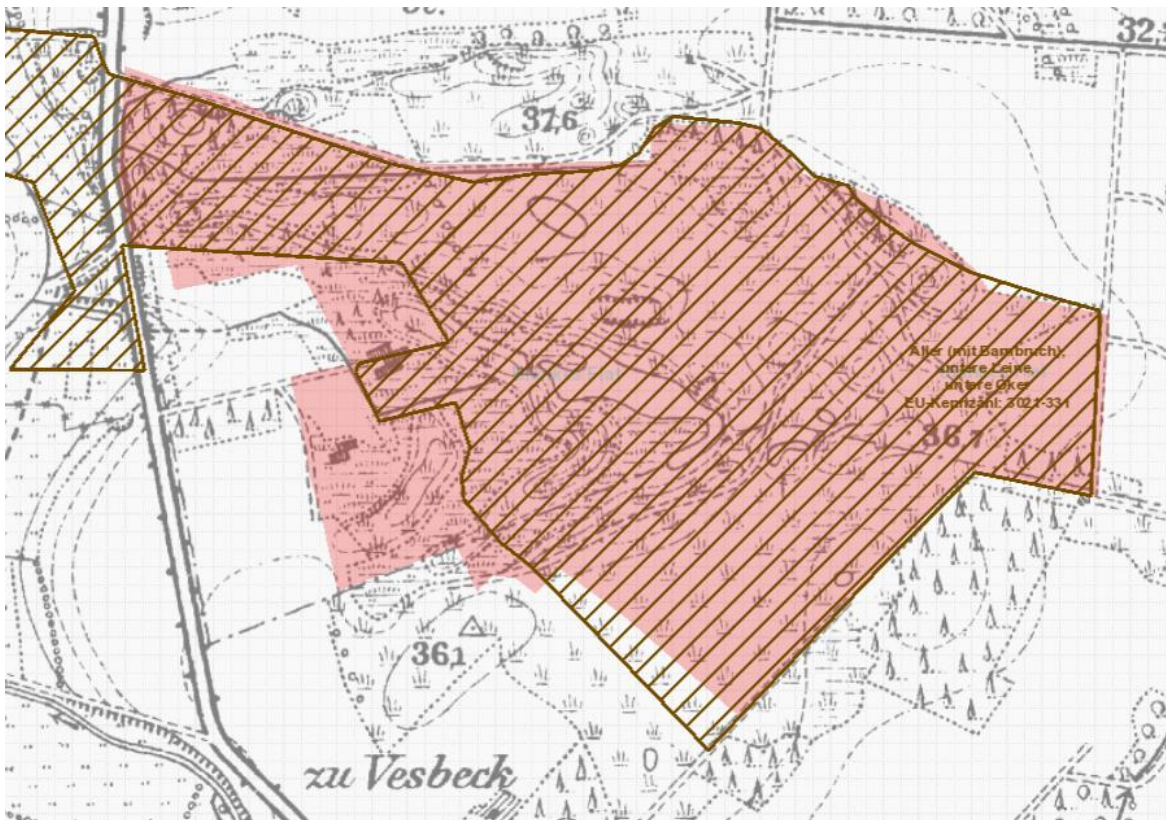 32
37,6
Aller (mit Barnbruch),
untere Leine,
untere Oker
EU-Kennzahl: 3021-331
36,7
36,1
zu Vesbeck